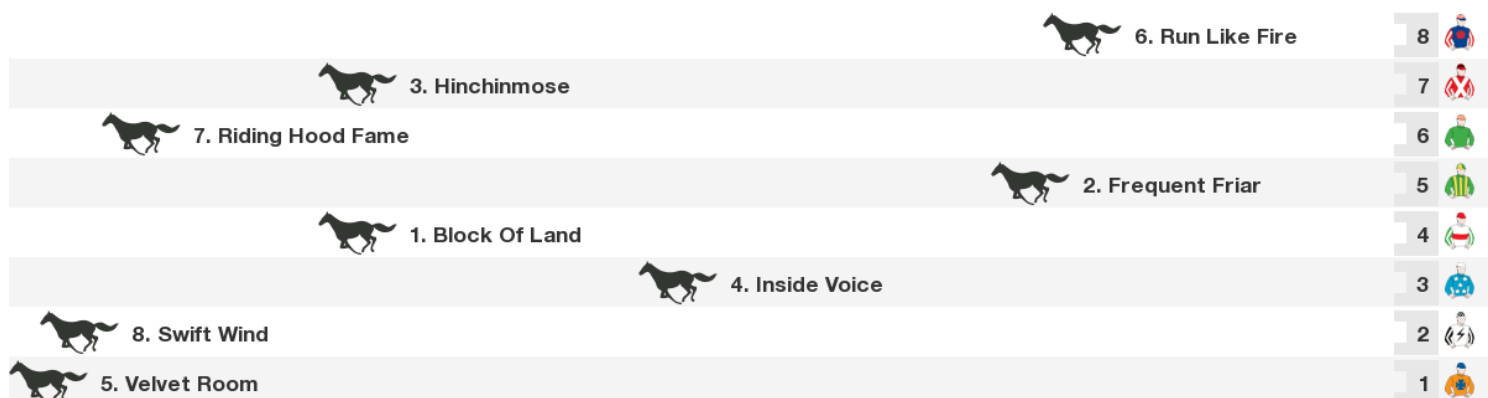 6. Run Like Fire 8
3. Hinchinmose 7
7. Riding Hood Fame 6
2. Frequent Friar 5
1. Block Of Land 4
4. Inside Voice 3
8. Swift Wind 2
5. Velvet Room 1